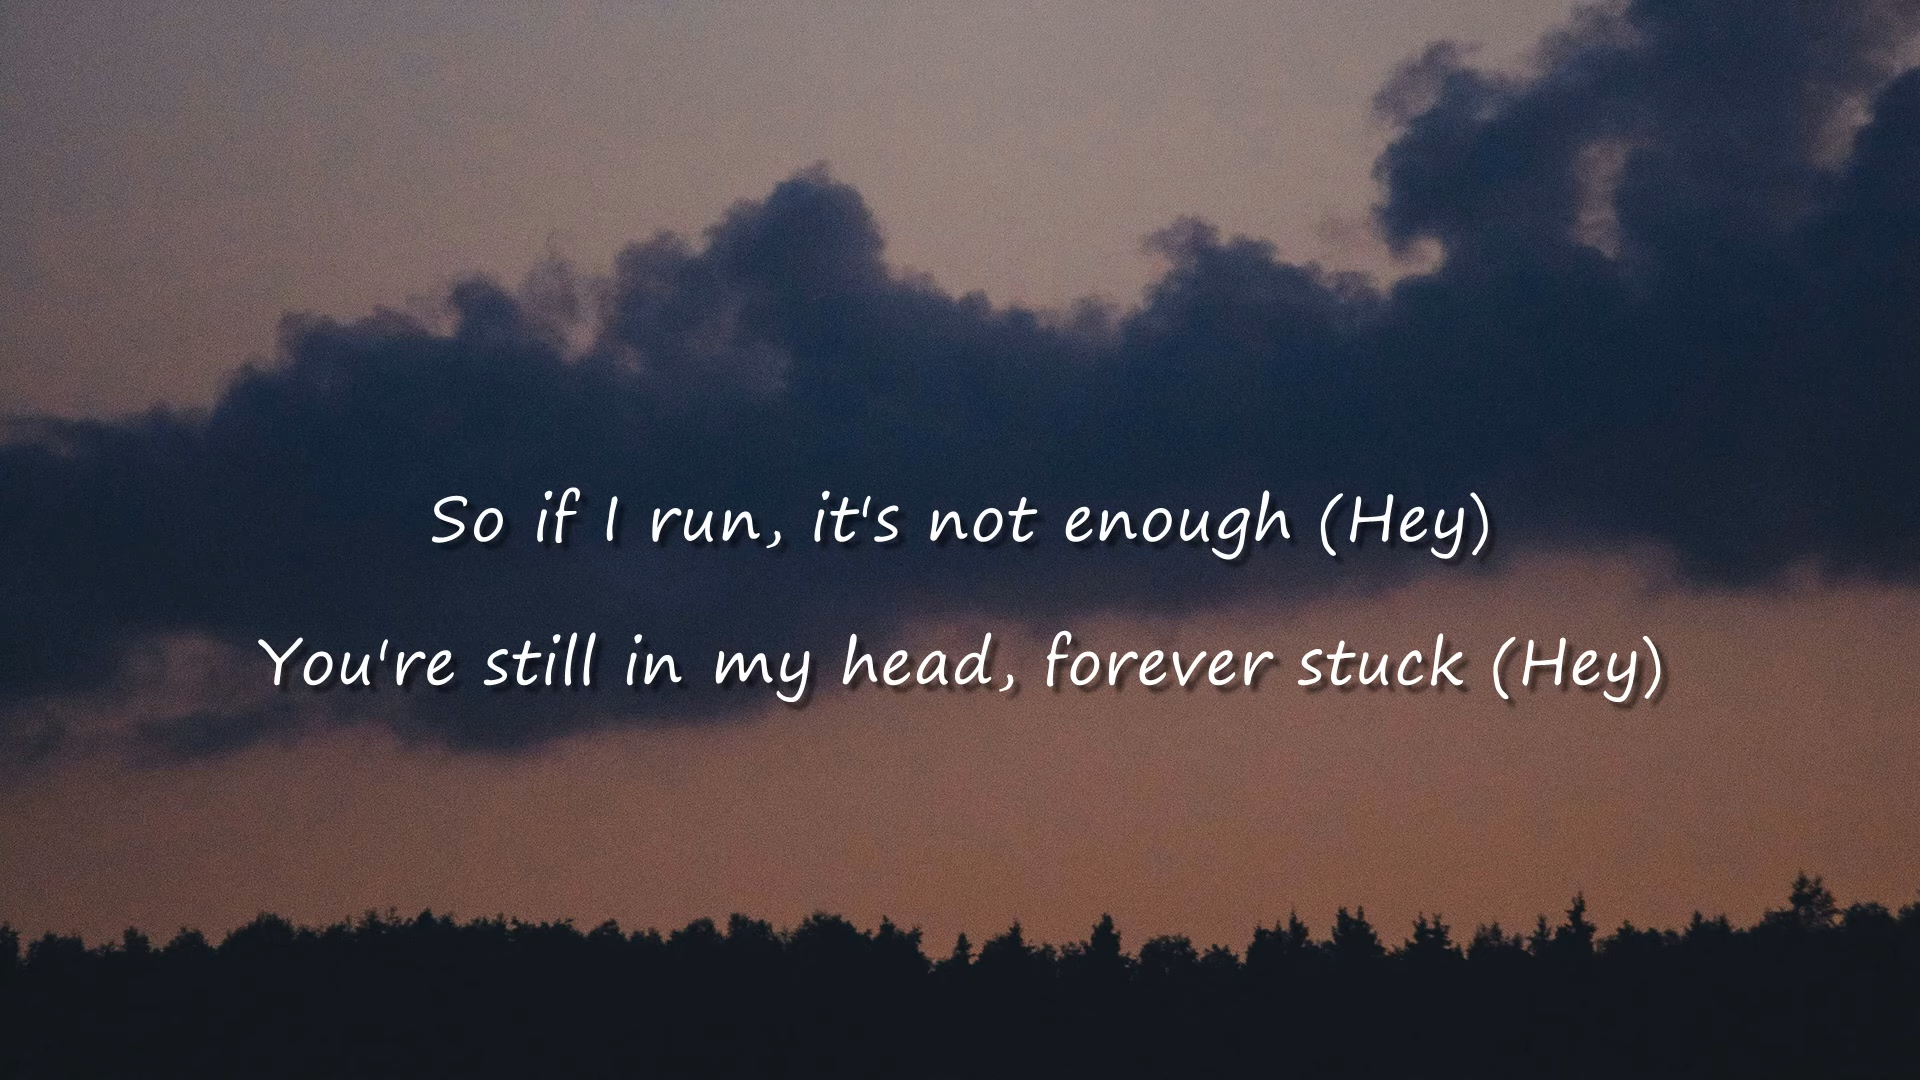 So if I run, it's not enough (Hey)
You're still in my head, forever stuck (Hey)